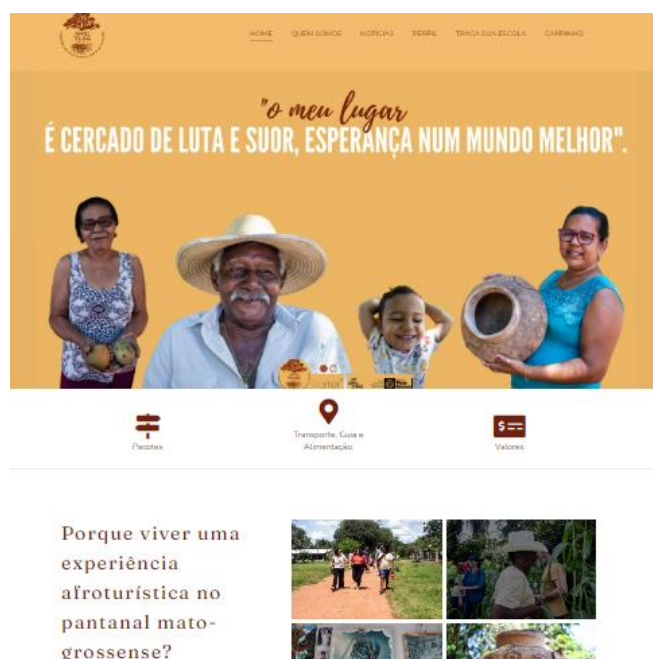 HOME QUEM SOMOS NOTÍCIAS PERFIL TRAGA SUA ESCOLA CARRINHO
"o meu lugar
É CERCADO DE LUTA E SUOR, ESPERANÇA NUM MUNDO MELHOR".
Pacotes
Transporte, Guia e
Alimentação.
Valores
Porque viver uma
experiência
afroturística no
pantanal mato-
grossense?